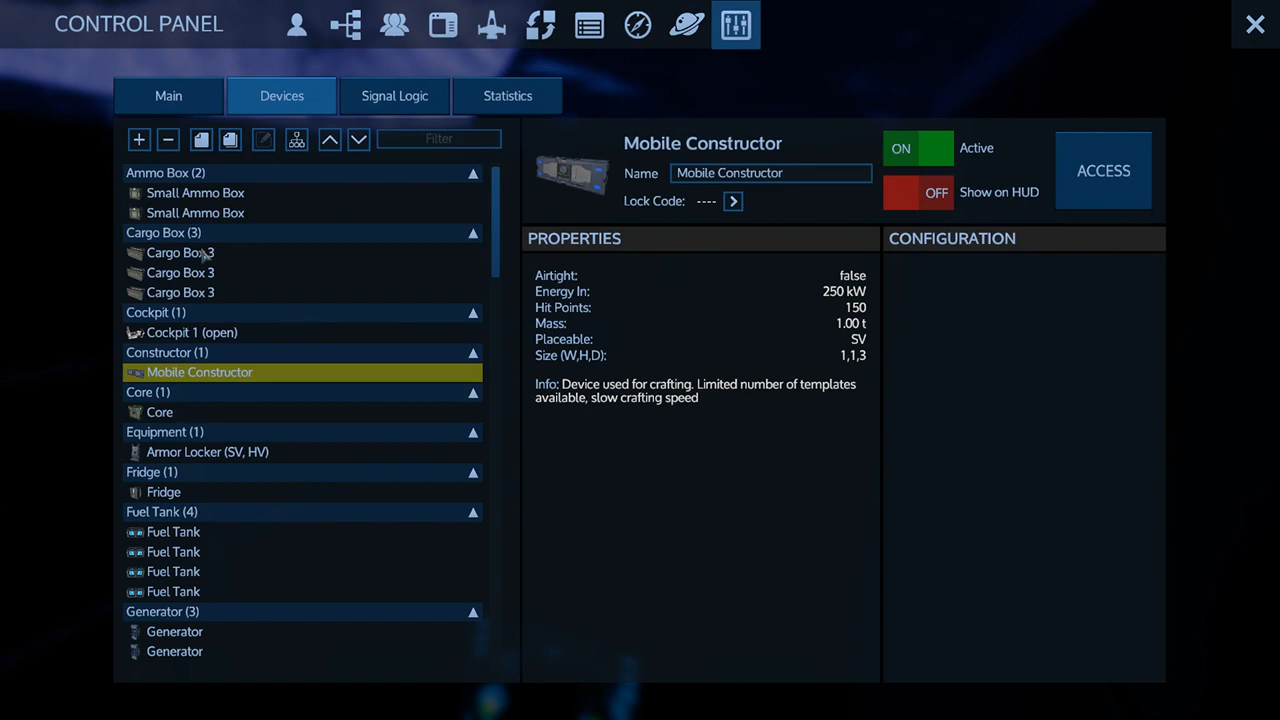 CONTROL PANEL
Main
Devices
Signal Logic
Statistics
Filter
Ammo Box (2)
Small Ammo Box
Small Ammo Box
Cargo Box (3)
Cargo Box 3
Cargo Box 3
Cargo Box 3
Cockpit (1)
Cockpit 1 (open)
Constructor (1)
Mobile Constructor
Core (1)
Core
Equipment (1)
Armor Locker (SV, HV)
Fridge (1)
Fridge
Fuel Tank (4)
Fuel Tank
Fuel Tank
Fuel Tank
Fuel Tank
Generator (3)
Generator
Generator
Mobile Constructor
Name Mobile Constructor
Lock Code: ----
ON Active
OFF Show on HUD
ACCESS
PROPERTIES
Airtight: false
Energy In: 250 kW
Hit Points: 150
Mass: 1.00 t
Placeable: SV
Size (W,H,D): 1,1,3
Info: Device used for crafting. Limited number of templates
available, slow crafting speed
CONFIGURATION